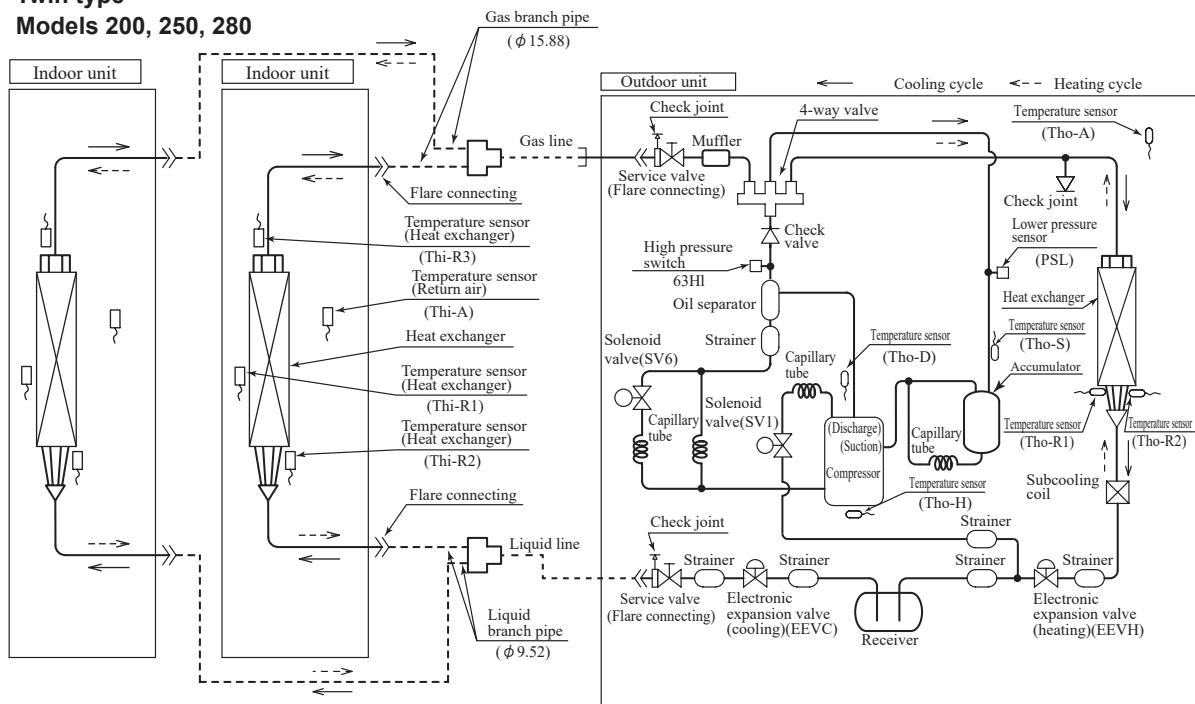 Twin type
Models 200, 250, 280
Gas branch pipe
(ϕ 15.88)
Indoor unit
Indoor unit
Outdoor unit
Cooling cycle
Heating cycle
Check joint
4-way valve
Temperature sensor
(Tho-A)
Gas line
Muffler
Service valve
(Flare connecting)
Check joint
Flare connecting
Check
valve
Lower pressure
sensor
(PSL)
Temperature sensor
(Heat exchanger)
(Thi-R3)
High pressure
switch
63Hl
Temperature sensor
(Return air)
(Thi-A)
Oil separator
Heat exchanger
Heat exchanger
Strainer
Temperature sensor
(Tho-D)
Temperature sensor
(Tho-S)
Solenoid
valve(SV6)
Capillary
tube
Accumulator
Temperature sensor
(Heat exchanger)
(Thi-R1)
Solenoid
valve(SV1)
Capillary
tube
(Discharge)
(Suction)
Compressor
Capillary
tube
Temperature sensor
(Tho-R1)
Temperature sensor
(Tho-R2)
Temperature sensor
(Heat exchanger)
(Thi-R2)
Temperature sensor
(Tho-H)
Subcooling
coil
Flare connecting
Check joint
Strainer
Liquid line
Strainer
Strainer
Strainer
Strainer
Service valve
(Flare connecting)
Electronic
expansion valve
(cooling)(EEVC)
Receiver
Electronic
expansion valve
(heating)(EEVH)
Liquid
branch pipe
(ϕ 9.52)